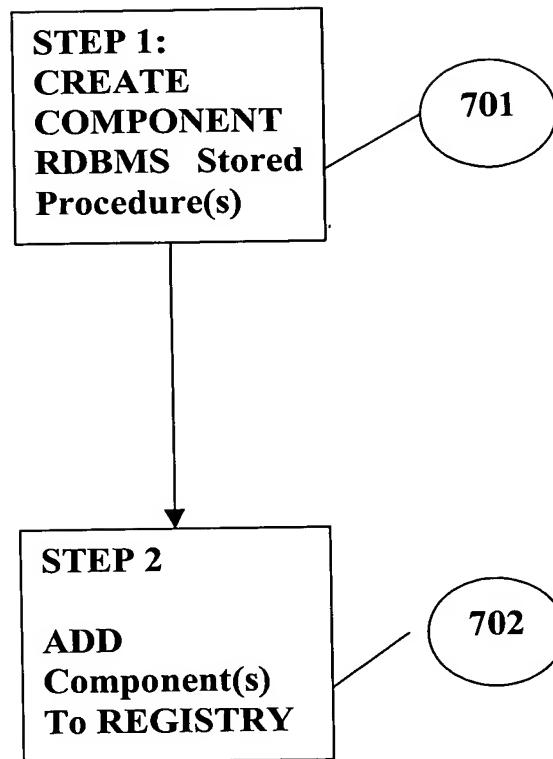 STEP 1:
CREATE
COMPONENT
RDBMS Stored
Procedure(s)
701
STEP 2
ADD
Component(s)
To REGISTRY
702